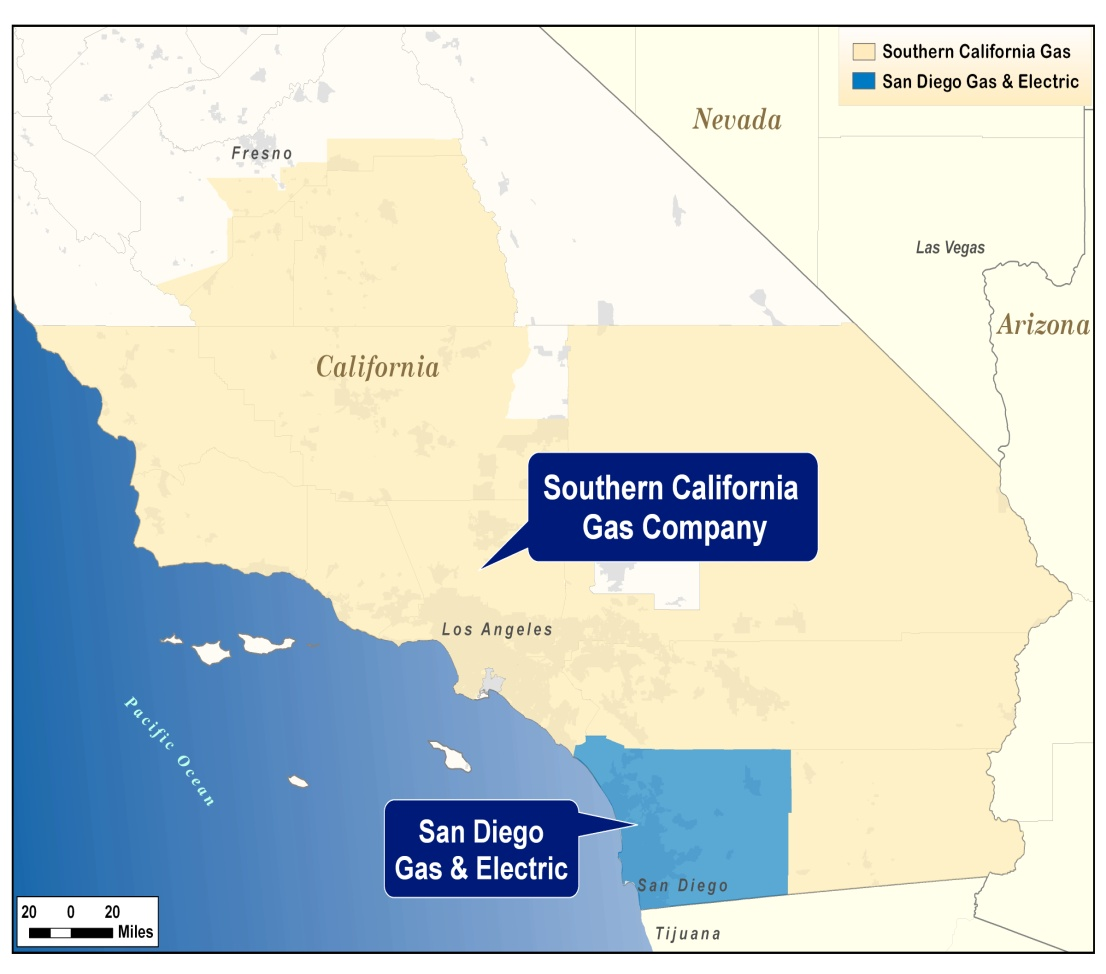 Southern California Gas
San Diego Gas & Electric
Nevada
Fresno
Las Vegas
Arizona
California
Southern California
Gas Company
Los Angeles
Pacific Ocean
San Diego
Gas & Electric
San Diego
20 0 20
Miles
Tijuana